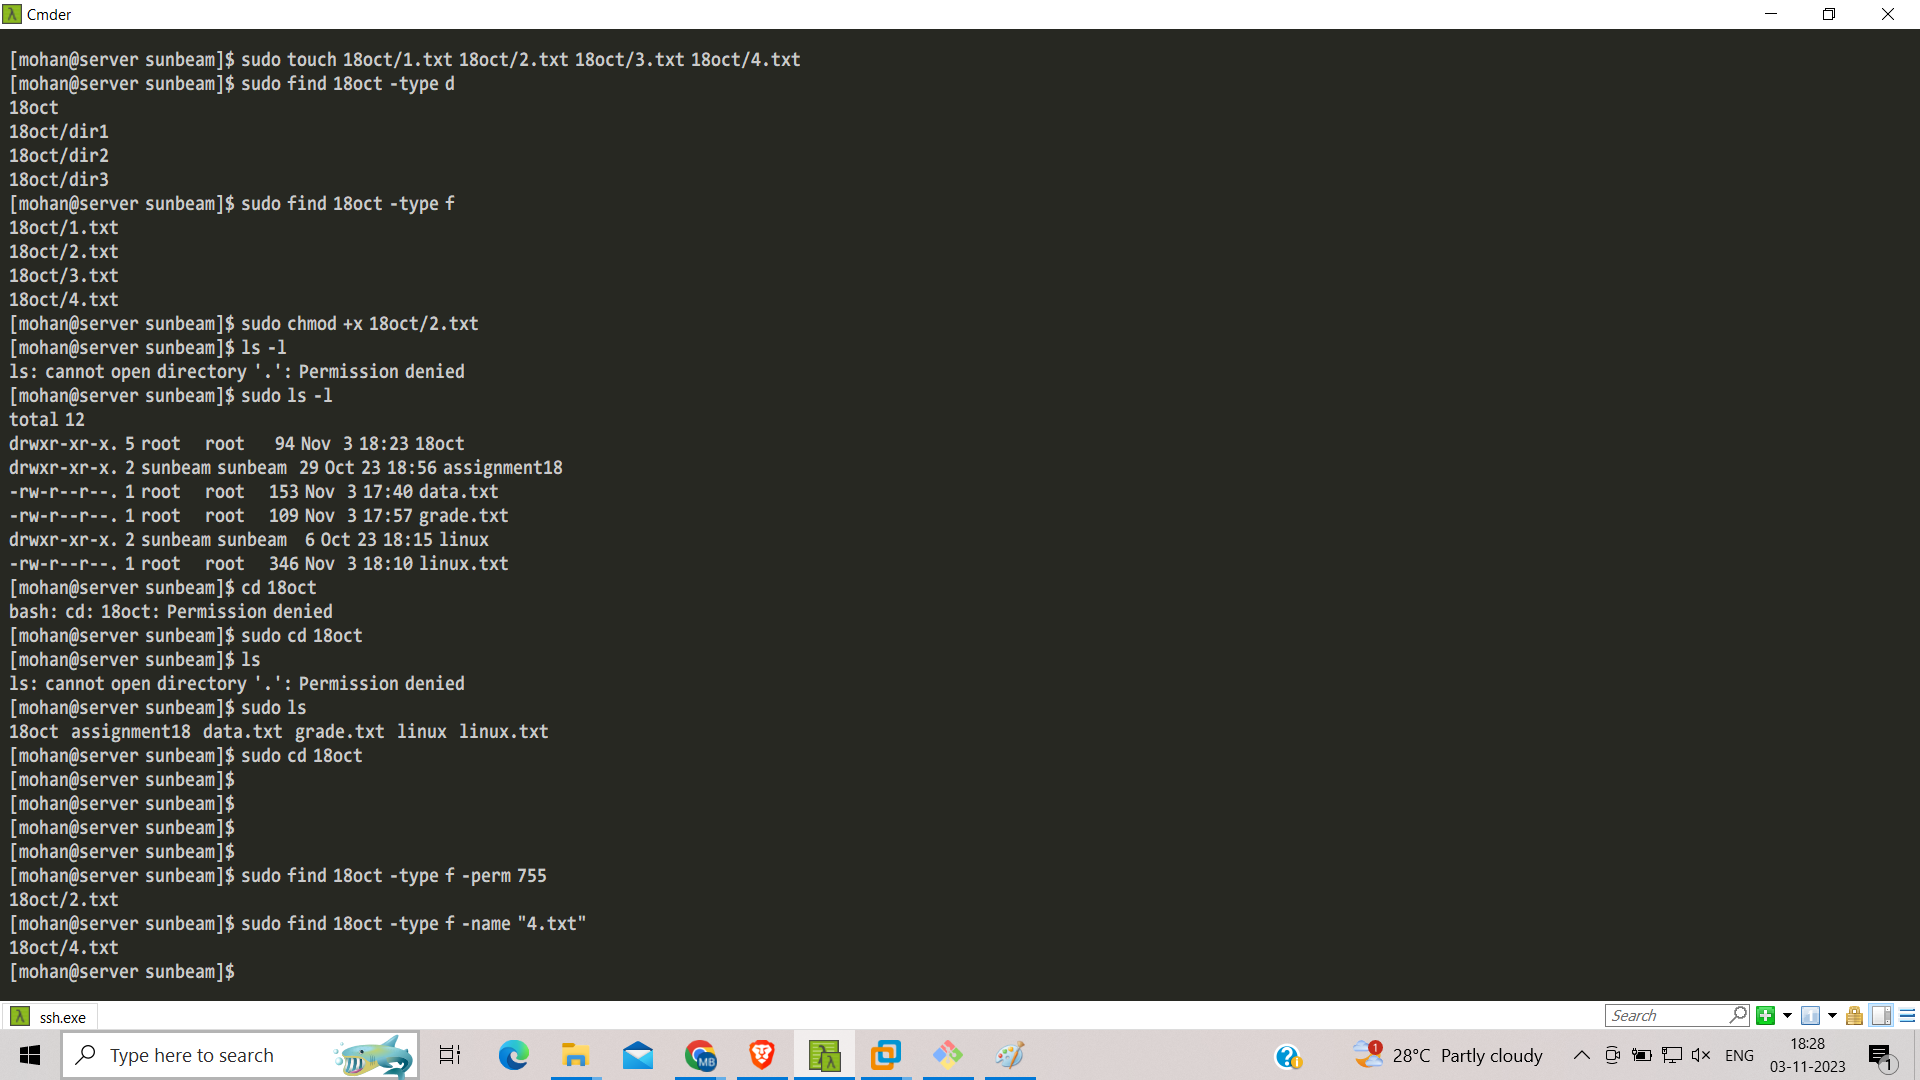 Cmder
[mohan@server sunbeam]$ sudo touch 18oct/1.txt 18oct/2.txt 18oct/3.txt 18oct/4.txt
[mohan@server sunbeam]$ sudo find 18oct -type d
18oct
18oct/dir1
18oct/dir2
18oct/dir3
[mohan@server sunbeam]$ sudo find 18oct -type f
18oct/1.txt
18oct/2.txt
18oct/3.txt
18oct/4.txt
[mohan@server sunbeam]$ sudo chmod +x 18oct/2.txt
[mohan@server sunbeam]$ ls -l
ls: cannot open directory '.': Permission denied
[mohan@server sunbeam]$ sudo ls -l
total 12
drwxr-xr-x. 5 root    root     94 Nov  3 18:23 18oct
drwxr-xr-x. 2 sunbeam sunbeam  29 Oct 23 18:56 assignment18
-rw-r--r--. 1 root    root    153 Nov  3 17:40 data.txt
-rw-r--r--. 1 root    root    109 Nov  3 17:57 grade.txt
drwxr-xr-x. 2 sunbeam sunbeam   6 Oct 23 18:15 linux
-rw-r--r--. 1 root    root    346 Nov  3 18:10 linux.txt
[mohan@server sunbeam]$ cd 18oct
bash: cd: 18oct: Permission denied
[mohan@server sunbeam]$ sudo cd 18oct
[mohan@server sunbeam]$ ls
ls: cannot open directory '.': Permission denied
[mohan@server sunbeam]$ sudo ls
18oct  assignment18  data.txt  grade.txt  linux  linux.txt
[mohan@server sunbeam]$ sudo cd 18oct
[mohan@server sunbeam]$
[mohan@server sunbeam]$
[mohan@server sunbeam]$
[mohan@server sunbeam]$
[mohan@server sunbeam]$ sudo find 18oct -type f -perm 755
18oct/2.txt
[mohan@server sunbeam]$ sudo find 18oct -type f -name "4.txt"
18oct/4.txt
[mohan@server sunbeam]$
ssh.exe
Search
Type here to search
MB
1
28°C Partly cloudy
ENG
18:28
03-11-2023
1